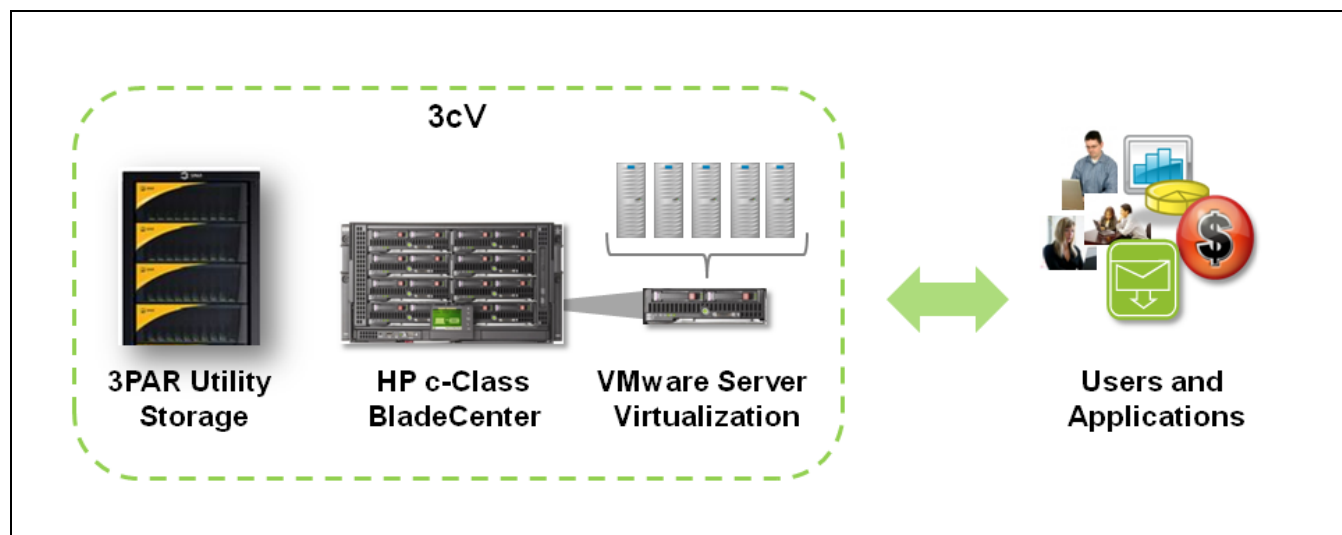 3cV
3PAR Utility
Storage
HP c-Class
BladeCenter
VMware Server
Virtualization
Users and
Applications
$